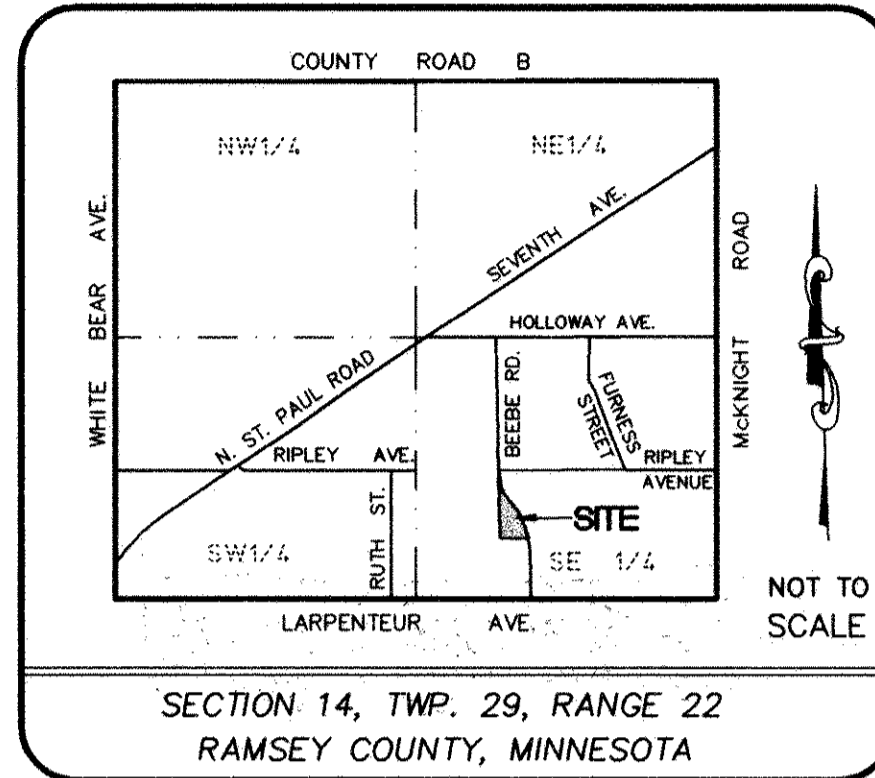 COUNTY ROAD B
NW1/4
NE1/4
WHITE BEAR AVE.
SEVENTH AVE.
McKNIGHT ROAD
HOLLOWAY AVE.
N. ST. PAUL ROAD
BEEBE RD.
FURNESS
STREET
RIPLEY AVE.
RIPLEY
AVENUE
RUTH ST.
SITE
SW1/4
SE 1/4
LARPENTEUR AVE.
NOT TO
SCALE
SECTION 14, TWP. 29, RANGE 22
RAMSEY COUNTY, MINNESOTA